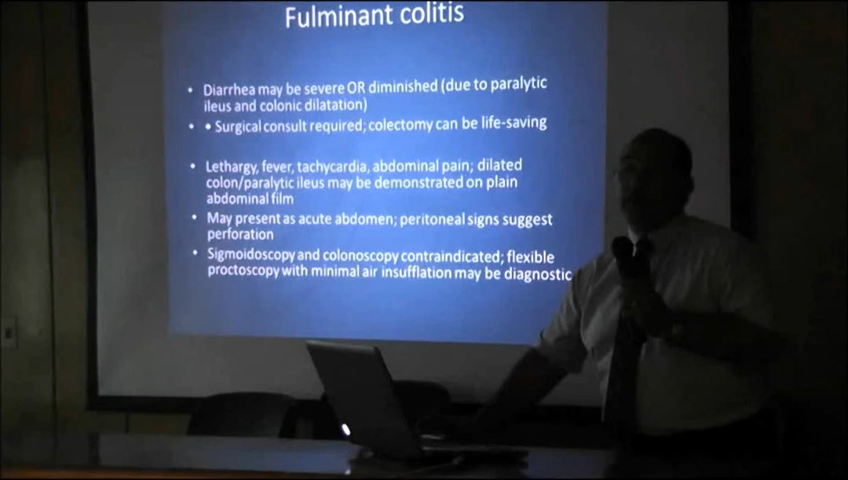 Fulminant colitis
• Diarrhea may be severe OR diminished (due to paralytic
ileus and colonic dilatation)
• • Surgical consult required; colectomy can be life-saving
• Lethargy, fever, tachycardia, abdominal pain; dilated
colon/paralytic ileus may be demonstrated on plain
abdominal film
• May present as acute abdomen; peritoneal signs suggest
perforation
• Sigmoidoscopy and colonoscopy contraindicated; flexible
proctoscopy with minimal air insufflation may be diagnostic